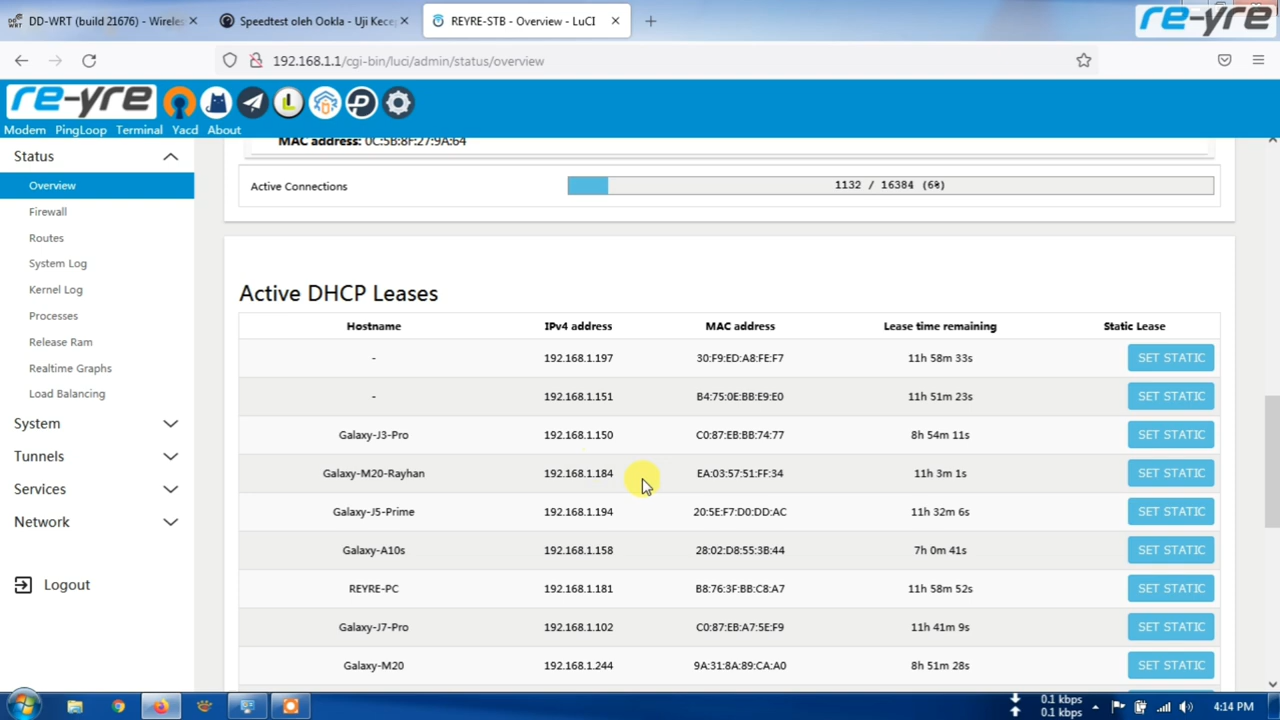 DD-WRT (build 21676) - Wireles
Speedtest oleh Ookla - Uji Kece
REYRE-STB - Overview - LuCI
re-yre
192.168.1.1/cgi-bin/luci/admin/status/overview
re-yre
Modem PingLoop Terminal Yacd About
Status
Overview
Firewall
Routes
System Log
Kernel Log
Processes
Release Ram
Realtime Graphs
Load Balancing
System
Tunnels
Services
Network
Logout
MAC address: 0C:5B:8F:27:9A:64
Active Connections 1132 / 16384 (6%)
Active DHCP Leases
Hostname IPv4 address MAC address Lease time remaining Static Lease
- 192.168.1.197 30:F9:ED:A8:FE:F7 11h 58m 33s SET STATIC
- 192.168.1.151 B4:75:0E:BB:E9:E0 11h 51m 23s SET STATIC
Galaxy-J3-Pro 192.168.1.150 C0:87:EB:BB:74:77 8h 54m 11s SET STATIC
Galaxy-M20-Rayhan 192.168.1.184 EA:03:57:51:FF:34 11h 3m 1s SET STATIC
Galaxy-J5-Prime 192.168.1.194 20:5E:F7:D0:DD:AC 11h 32m 6s SET STATIC
Galaxy-A10s 192.168.1.158 28:02:D8:55:3B:44 7h 0m 41s SET STATIC
REYRE-PC 192.168.1.181 B8:76:3F:BB:C8:A7 11h 58m 52s SET STATIC
Galaxy-J7-Pro 192.168.1.102 C0:87:EB:A7:5E:F9 11h 41m 9s SET STATIC
Galaxy-M20 192.168.1.244 9A:31:8A:89:CA:A0 8h 51m 28s SET STATIC
0.1 kbps
0.1 kbps
4:14 PM